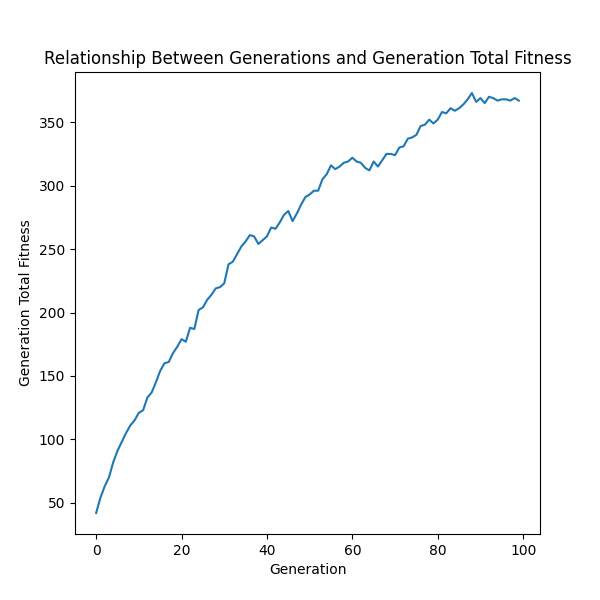 Relationship Between Generations and Generation Total Fitness
350
300
250
200
150
100
50
Generation Total Fitness
0 20 40 60 80 100
Generation